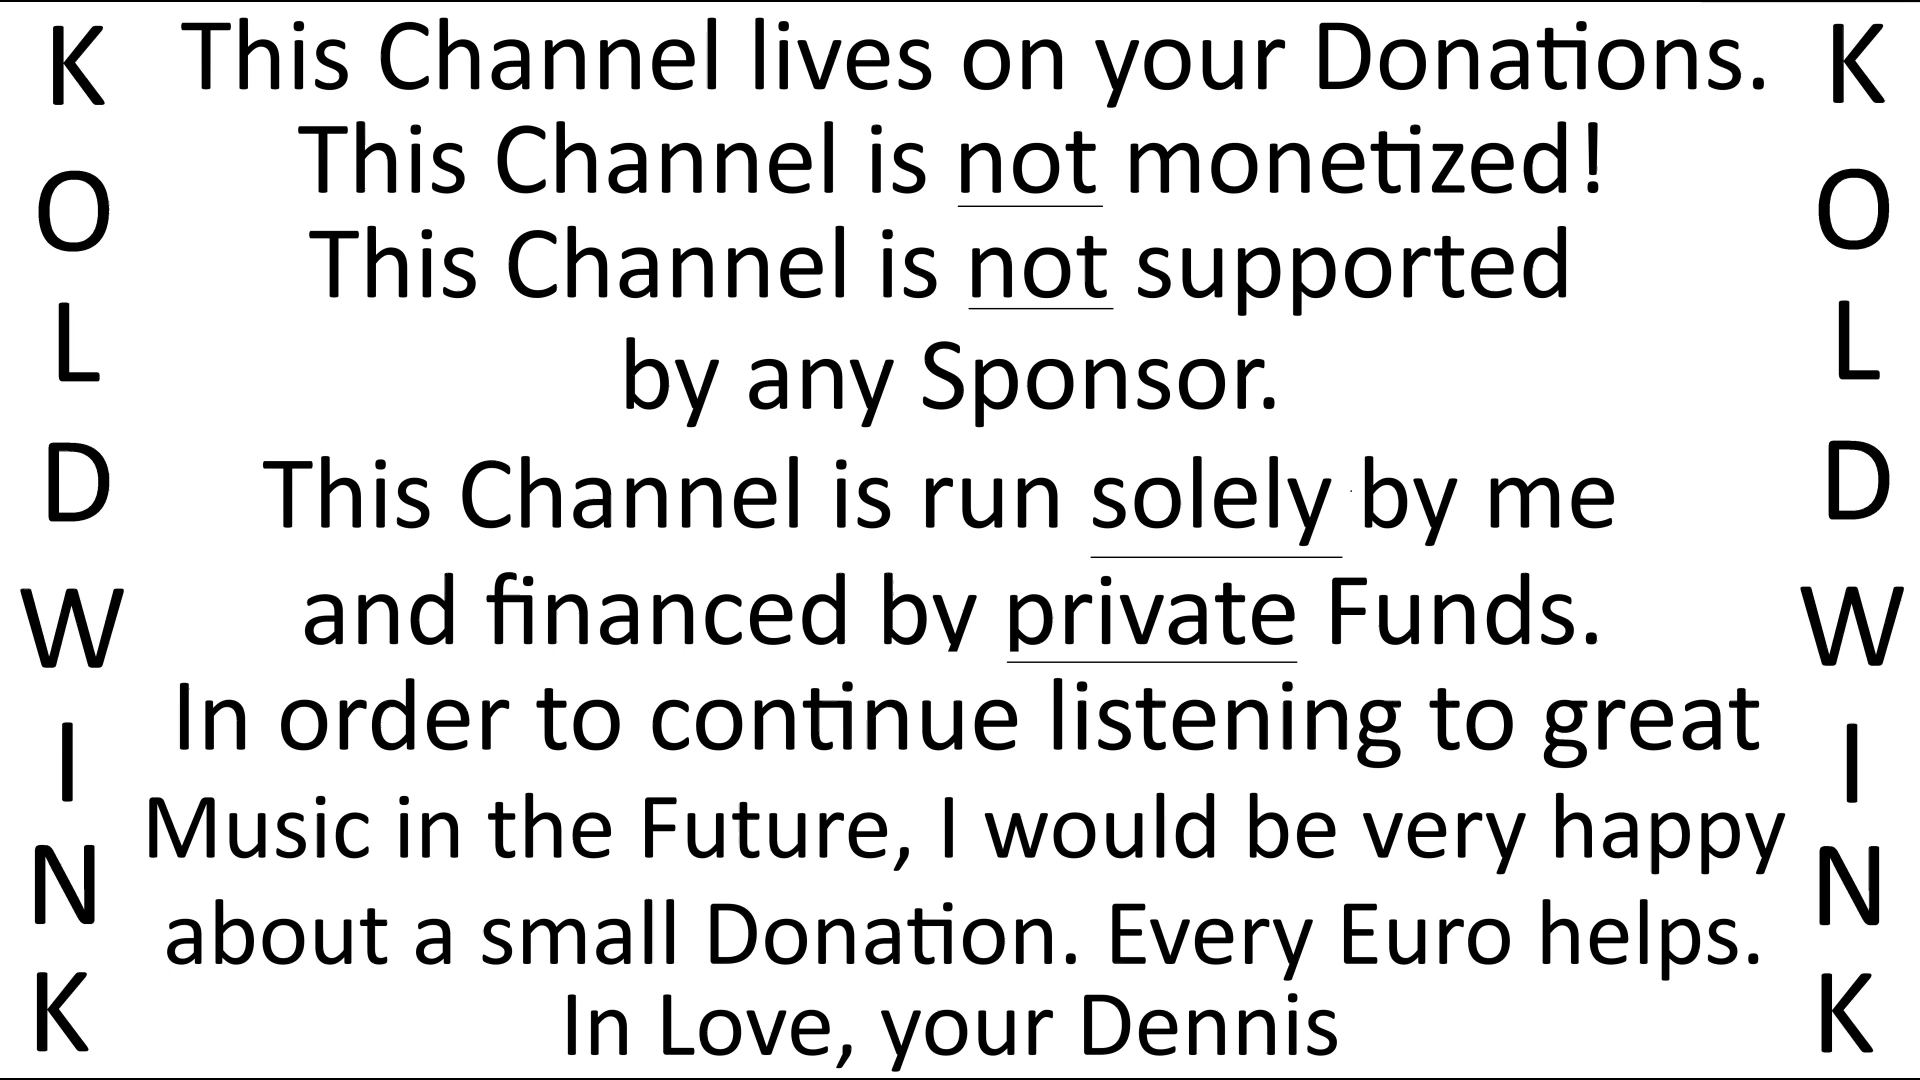 This Channel lives on your Donations.
This Channel is not monetized!
This Channel is not supported
by any Sponsor.
This Channel is run solely by me
and financed by private Funds.
In order to continue listening to great
Music in the Future, I would be very happy
about a small Donation. Every Euro helps.
In Love, your Dennis
K
O
L
D
W
I
N
K
K
O
L
D
W
I
N
K